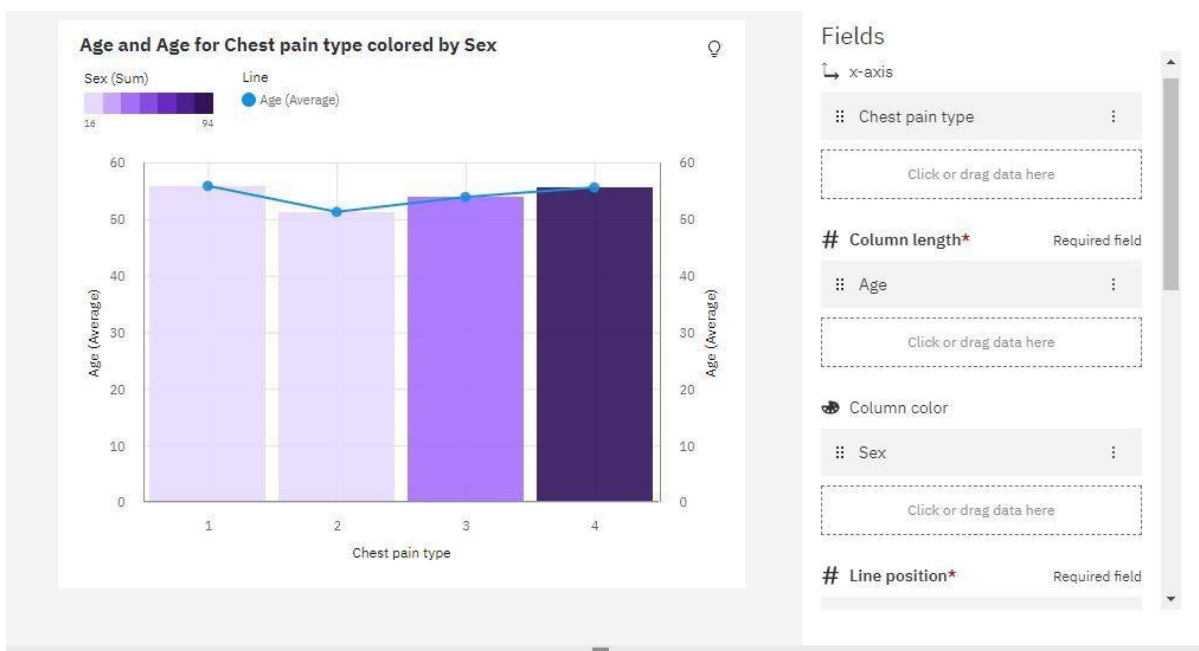 Age and Age for Chest pain type colored by Sex
Sex (Sum)
16
94
Line
Age (Average)
60
50
40
30
20
10
0
Age (Average)
60
50
40
30
20
10
0
Age (Average)
1
2
3
4
Chest pain type
Fields
x-axis
Chest pain type
Click or drag data here
# Column length* Required field
Age
Click or drag data here
Column color
Sex
Click or drag data here
# Line position* Required field